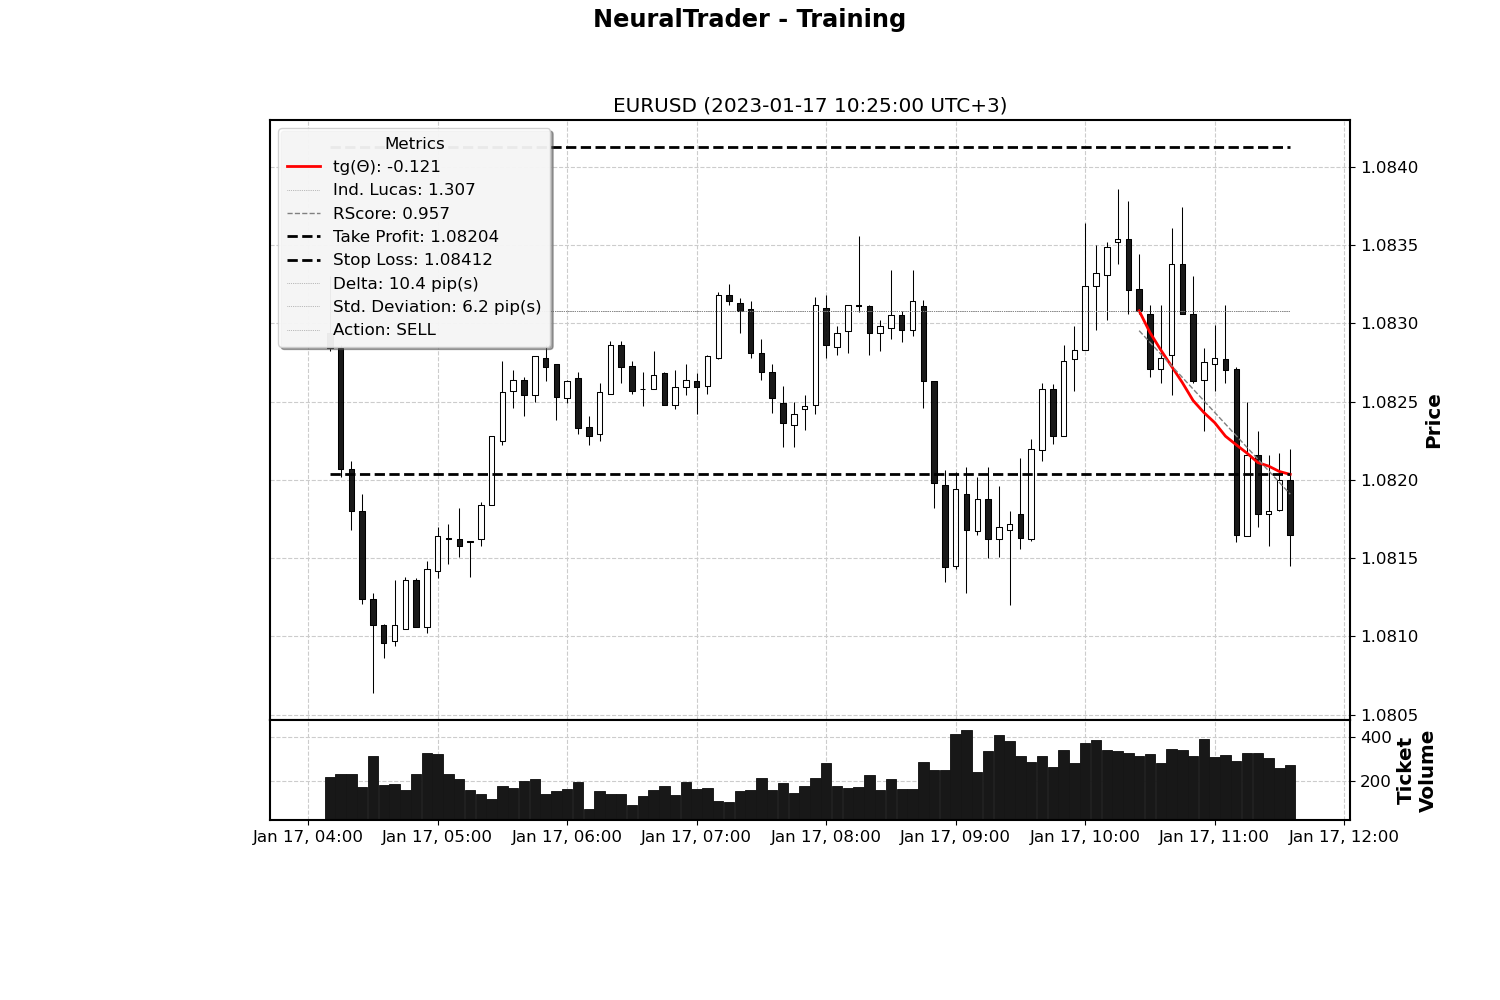 NeuralTrader - Training
EURUSD (2023-01-17 10:25:00 UTC+3)
Metrics
tg(Θ): -0.121
Ind. Lucas: 1.307
RScore: 0.957
Take Profit: 1.08204
Stop Loss: 1.08412
Delta: 10.4 pip(s)
Std. Deviation: 6.2 pip(s)
Action: SELL
1.0840
1.0835
1.0830
1.0825
1.0820
1.0815
1.0810
1.0805
Price
400
200
Ticket
Volume
Jan 17, 04:00
Jan 17, 05:00
Jan 17, 06:00
Jan 17, 07:00
Jan 17, 08:00
Jan 17, 09:00
Jan 17, 10:00
Jan 17, 11:00
Jan 17, 12:00